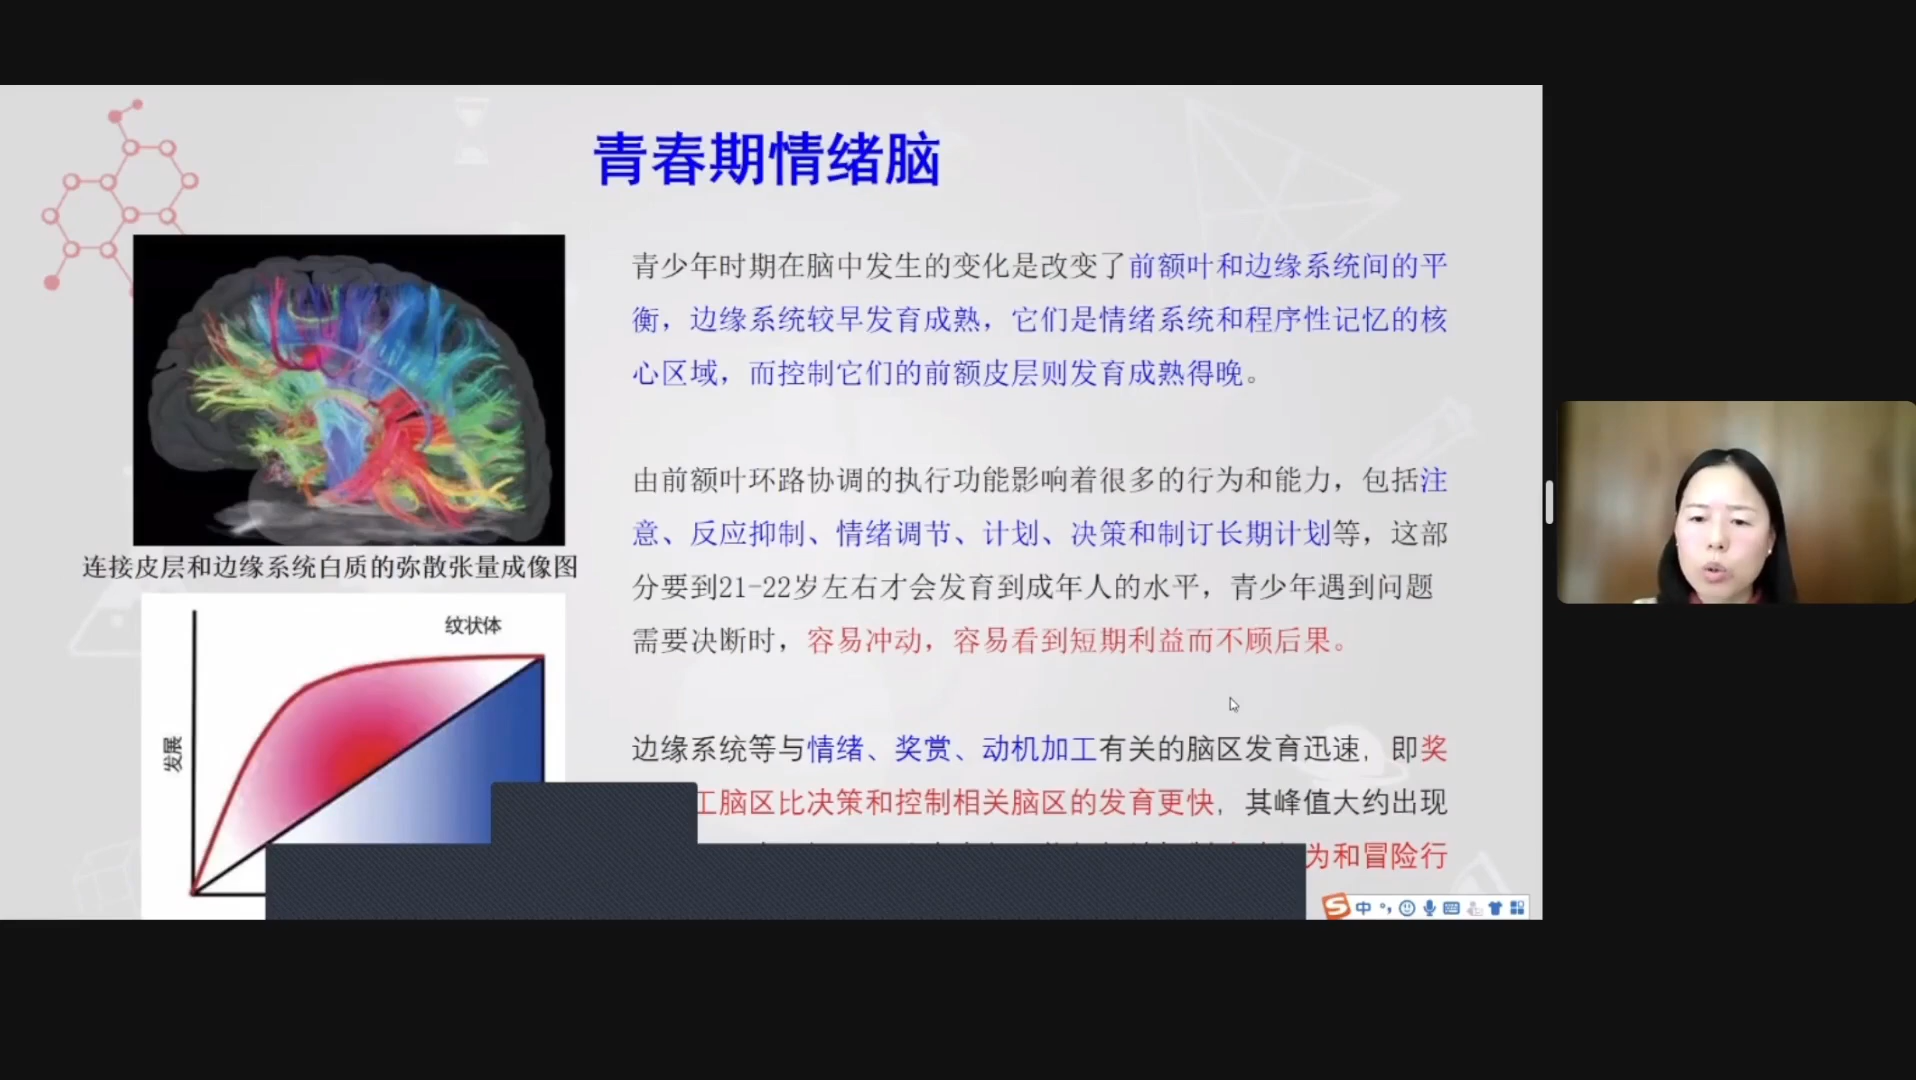 青春期情绪脑
青少年时期在脑中发生的变化是改变了前额叶和边缘系统间的平
衡，边缘系统较早发育成熟，它们是情绪系统和程序性记忆的核
心区域，而控制它们的前额皮层则发育成熟得晚。
由前额叶环路协调的执行功能影响着很多的行为和能力，包括注
意、反应抑制、情绪调节、计划、决策和制订长期计划等，这部
分要到21-22岁左右才会发育到成年人的水平，青少年遇到问题
需要决断时，容易冲动，容易看到短期利益而不顾后果。
边缘系统等与情绪、奖赏、动机加工有关的脑区发育迅速，即奖
工脑区比决策和控制相关脑区的发育更快，其峰值大约出现
为和冒险行
连接皮层和边缘系统白质的弥散张量成像图
纹状体
发展
中